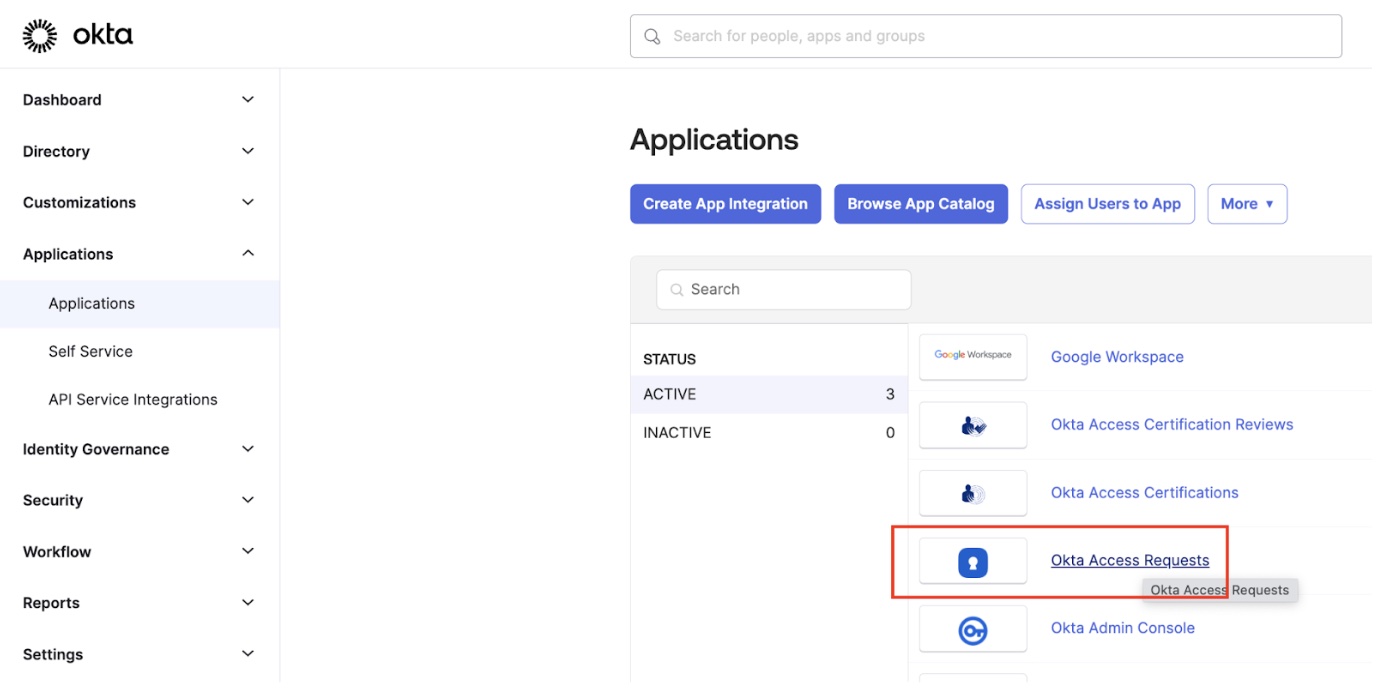 okta
Search for people, apps and groups
Dashboard
Directory
Customizations
Applications
Applications
Self Service
API Service Integrations
Identity Governance
Security
Workflow
Reports
Settings
Applications
Create App Integration
Browse App Catalog
Assign Users to App
More ▼
Search
STATUS
ACTIVE 3
INACTIVE 0
Google Workspace
Google Workspace
Okta Access Certification Reviews
Okta Access Certifications
Okta Access Requests
Okta Access Requests
Okta Admin Console